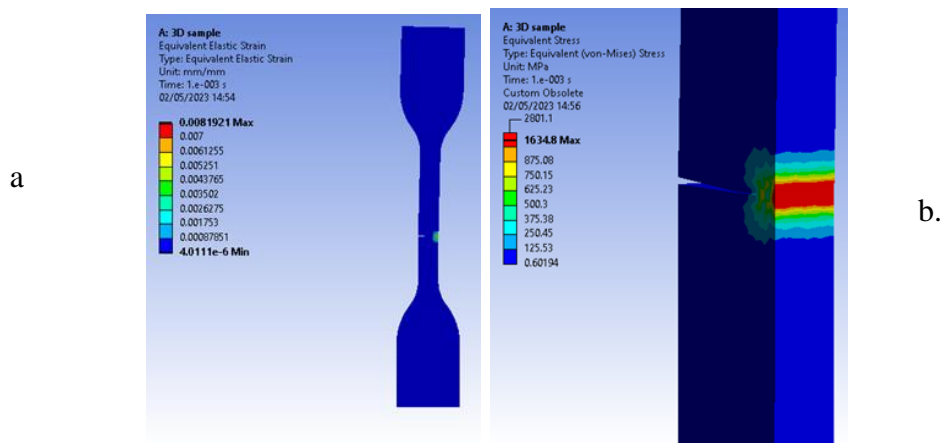 a
A: 3D sample
Equivalent Elastic Strain
Type: Equivalent Elastic Strain
Unit: mm/mm
Time: 1.e-003 s
02/05/2023 14:54
0.0081921 Max
0.007
0.0061255
0.005251
0.0043765
0.003502
0.0026275
0.001753
0.00087851
4.0111e-6 Min
A: 3D sample
Equivalent Stress
Type: Equivalent (von-Mises) Stress
Unit: MPa
Time: 1.e-003 s
Custom Obsolete
02/05/2023 14:56
2801.1
1634.8 Max
875.08
750.15
625.23
500.3
375.38
250.45
125.53
0.60194
b.